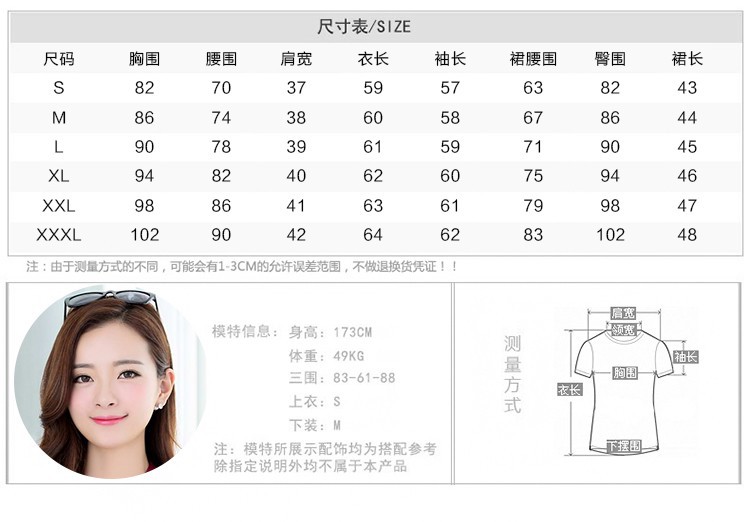 尺寸表/SIZE
尺码 胸围 腰围 肩宽 衣长 袖长 裙腰围 臀围 裙长
S 82 70 37 59 57 63 82 43
M 86 74 38 60 58 67 86 44
L 90 78 39 61 59 71 90 45
XL 94 82 40 62 60 75 94 46
XXL 98 86 41 63 61 79 98 47
XXXL 102 90 42 64 62 83 102 48
注：由于测量方式的不同，可能会有1-3CM的允许误差范围，不做退换货凭证！！
模特信息：身高：173CM
体重：49KG
三围：83-61-88
上衣：S
下装：M
注：模特所展示配饰均为搭配参考
除指定说明外均不属于本产品
测量方式
肩宽
领宽
袖长
胸围
衣长
下摆围